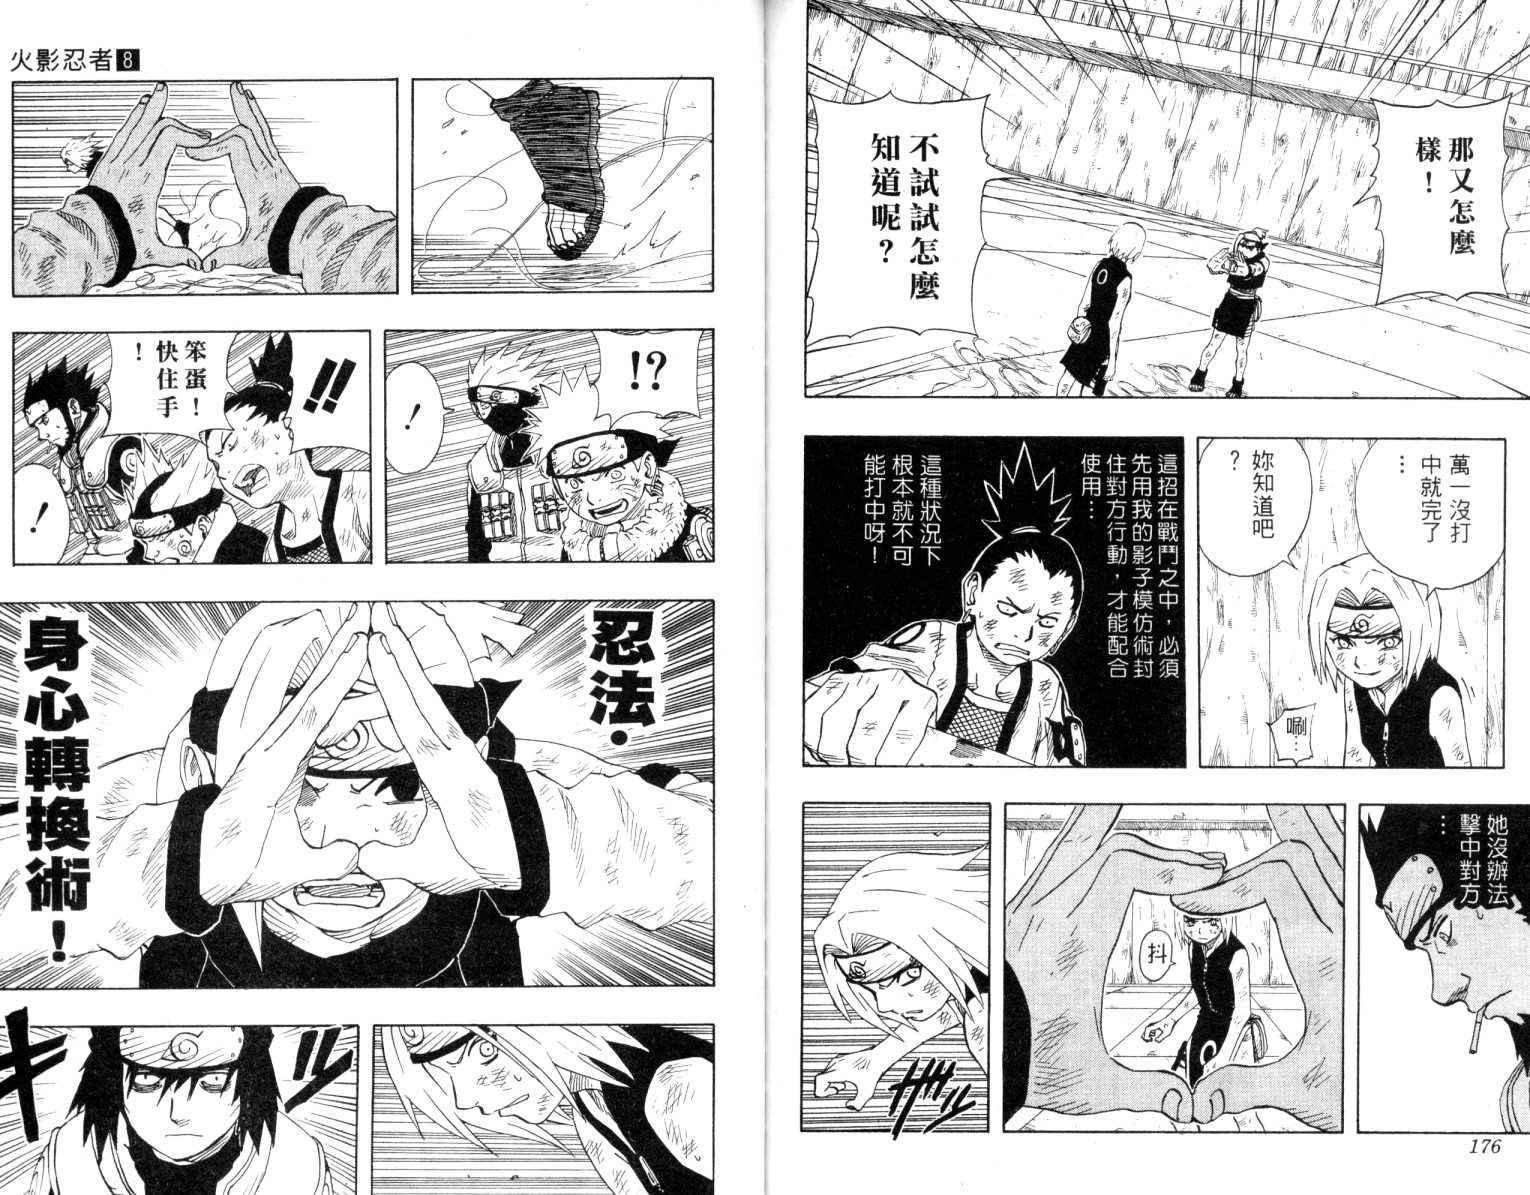 那又怎麼
樣！
不試試怎麼
知道呢？
萬一沒打
中就完了
…
妳知道吧
？
唰…
這招在戰鬥之中，必須
先用我的影子模仿術封
住對方行動，才能配合
使用…
這種狀況下
根本就不可
能打中呀！
她沒辦法
擊中對方
…
抖
176
火影忍者8
！？
！
！！
笨蛋！
快住手
！
！
忍法・
身心轉換術！